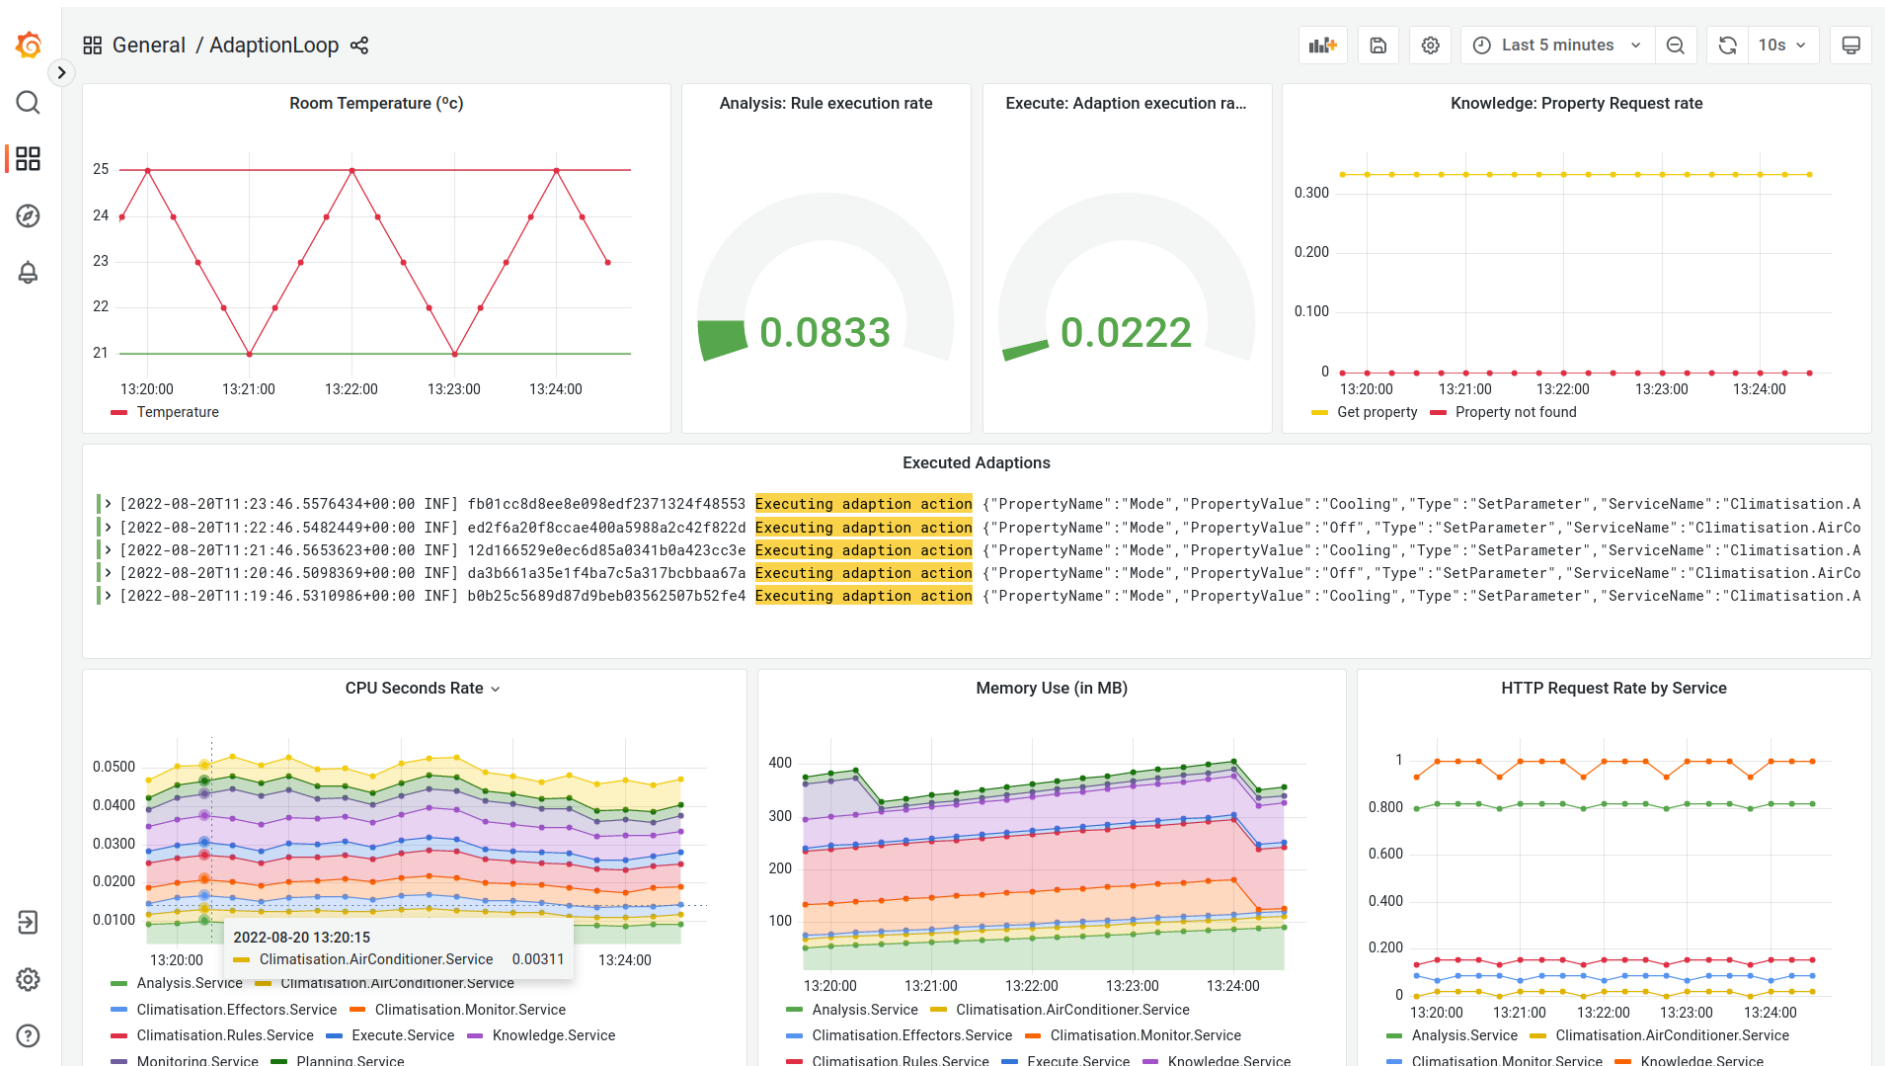 General / AdaptionLoop
Last 5 minutes
10s
Room Temperature (ºc)
25
24
23
22
21
13:20:00 13:21:00 13:22:00 13:23:00 13:24:00
Temperature
Analysis: Rule execution rate
0.0833
Execute: Adaption execution ra...
0.0222
Knowledge: Property Request rate
0.300
0.200
0.100
0
13:20:00 13:21:00 13:22:00 13:23:00 13:24:00
Get property Property not found
Executed Adaptions
[2022-08-20T11:23:46.5576434+00:00 INF] fb01cc8d8ee8e098edf2371324f48553 Executing adaption action {"PropertyName":"Mode","PropertyValue":"Cooling","Type":"SetParameter","ServiceName":"Climatisation.A
[2022-08-20T11:22:46.5482449+00:00 INF] ed2f6a20f8ccae400a5988a2c42f822d Executing adaption action {"PropertyName":"Mode","PropertyValue":"Off","Type":"SetParameter","ServiceName":"Climatisation.AirCo
[2022-08-20T11:21:46.5653623+00:00 INF] 12d166529e0ec6d85a0341b0a423cc3e Executing adaption action {"PropertyName":"Mode","PropertyValue":"Cooling","Type":"SetParameter","ServiceName":"Climatisation.A
[2022-08-20T11:20:46.5098369+00:00 INF] da3b661a35e1f4ba7c5a317bcbbaa67a Executing adaption action {"PropertyName":"Mode","PropertyValue":"Off","Type":"SetParameter","ServiceName":"Climatisation.AirCo
[2022-08-20T11:19:46.5310986+00:00 INF] b0b25c5689d87d9beb03562507b52fe4 Executing adaption action {"PropertyName":"Mode","PropertyValue":"Cooling","Type":"SetParameter","ServiceName":"Climatisation.A
CPU Seconds Rate
0.0500
0.0400
0.0300
0.0200
0.0100
2022-08-20 13:20:15
Climatisation.AirConditioner.Service 0.00311
13:20:00 13:24:00
Analysis.Service Climatisation.AirConditioner.Service
Climatisation.Effectors.Service Climatisation.Monitor.Service
Climatisation.Rules.Service Execute.Service Knowledge.Service
Monitoring.Service Planning.Service
Memory Use (in MB)
400
300
200
100
13:20:00 13:21:00 13:22:00 13:23:00 13:24:00
Analysis.Service Climatisation.AirConditioner.Service
Climatisation.Effectors.Service Climatisation.Monitor.Service
Climatisation.Rules.Service Execute.Service Knowledge.Service
HTTP Request Rate by Service
1
0.800
0.600
0.400
0.200
0
13:20:00 13:21:00 13:22:00 13:23:00 13:24:00
Analysis.Service Climatisation.AirConditioner.Service
Climatisation.Monitor.Service Knowledge.Service